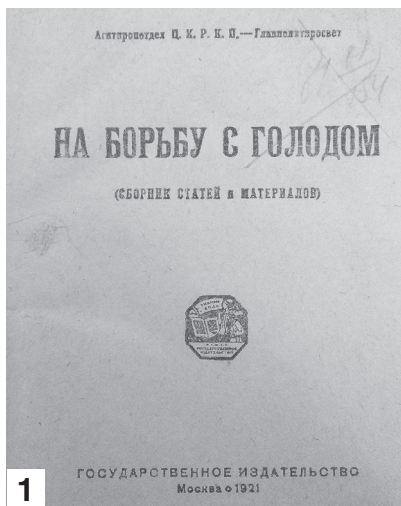 Агитпропотдел Ц. К. Р. К. П.—Главполитпросвет
НА БОРЬБУ С ГОЛОДОМ
(СБОРНИК СТАТЕЙ и МАТЕРИАЛОВ)
ГОСУДАРСТВЕННОЕ ИЗДАТЕЛЬСТВО
Москва 1921
1